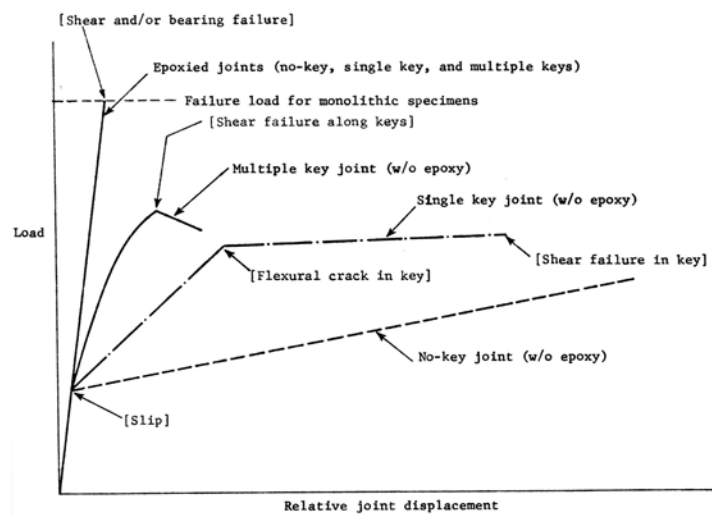 [Shear and/or bearing failure]
Epoxied joints (no-key, single key, and multiple keys)
Failure load for monolithic specimens
[Shear failure along keys]
Multiple key joint (w/o epoxy)
Single key joint (w/o epoxy)
Load
[Shear failure in key]
[Flexural crack in key]
No-key joint (w/o epoxy)
[Slip]
Relative joint displacement